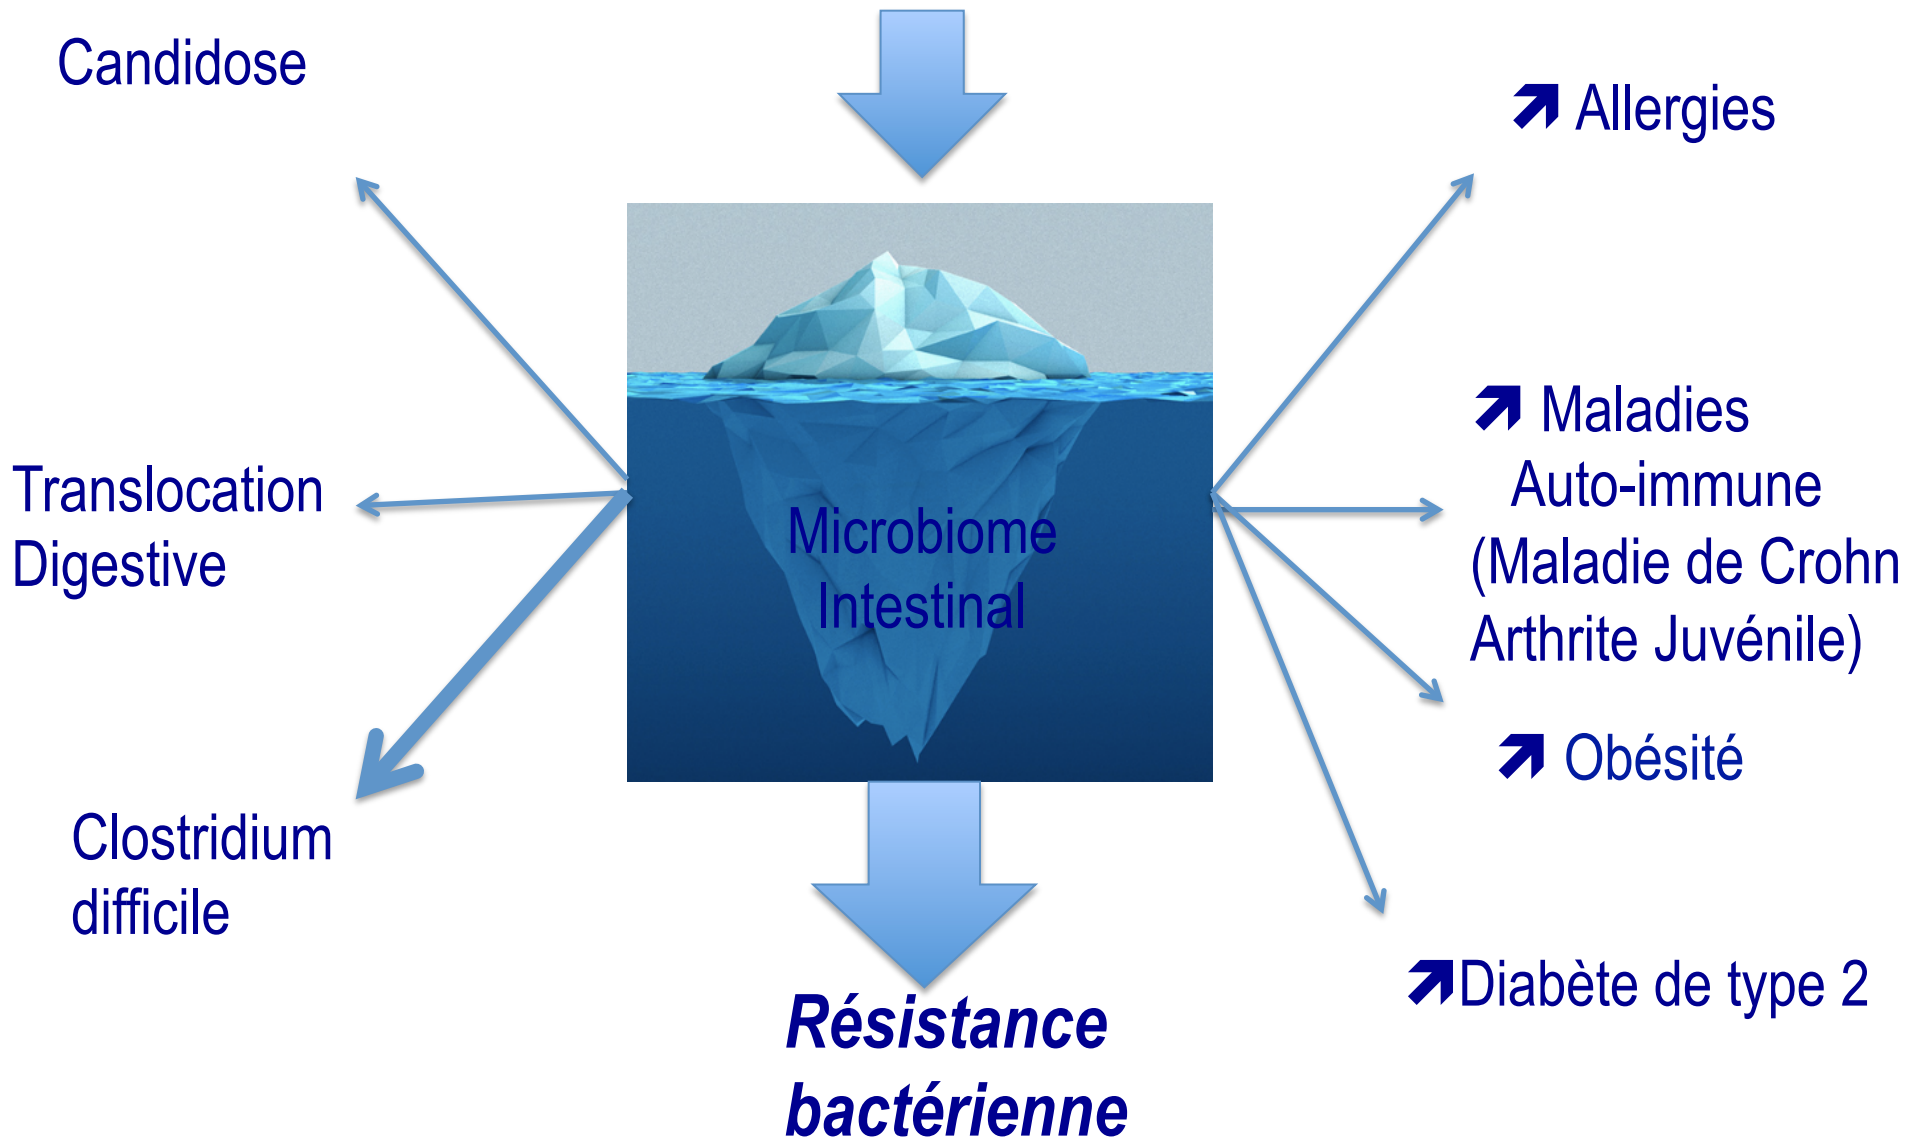 Candidose
Translocation
Digestive
Clostridium
difficile
Microbiome
Intestinal
Résistance
bactérienne
Allergies
Maladies
Auto-immune
(Maladie de Crohn
Arthrite Juvénile)
Obésité
Diabète de type 2